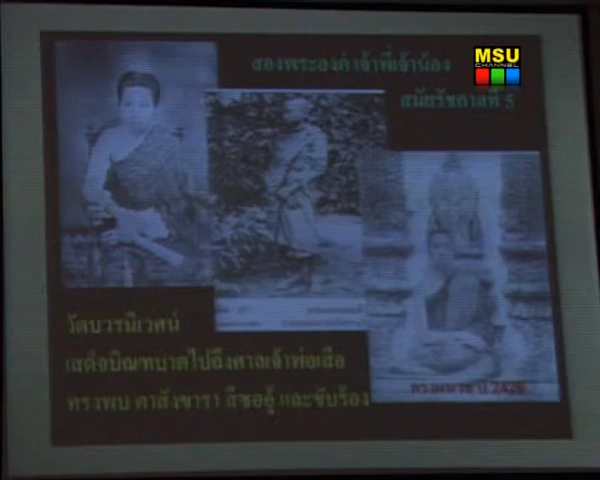 สองพระองค์เจ้าพี่เจ้าน้อง
MSU
CHANNEL
สมัยรัชกาลที่ 5
วัดบวรนิเวศน์
เสด็จบิณฑบาตไปถึงศาลเจ้าพ่อเสือ
ทรงพบ ตาสังขารา สีซออู้ และขับร้อง